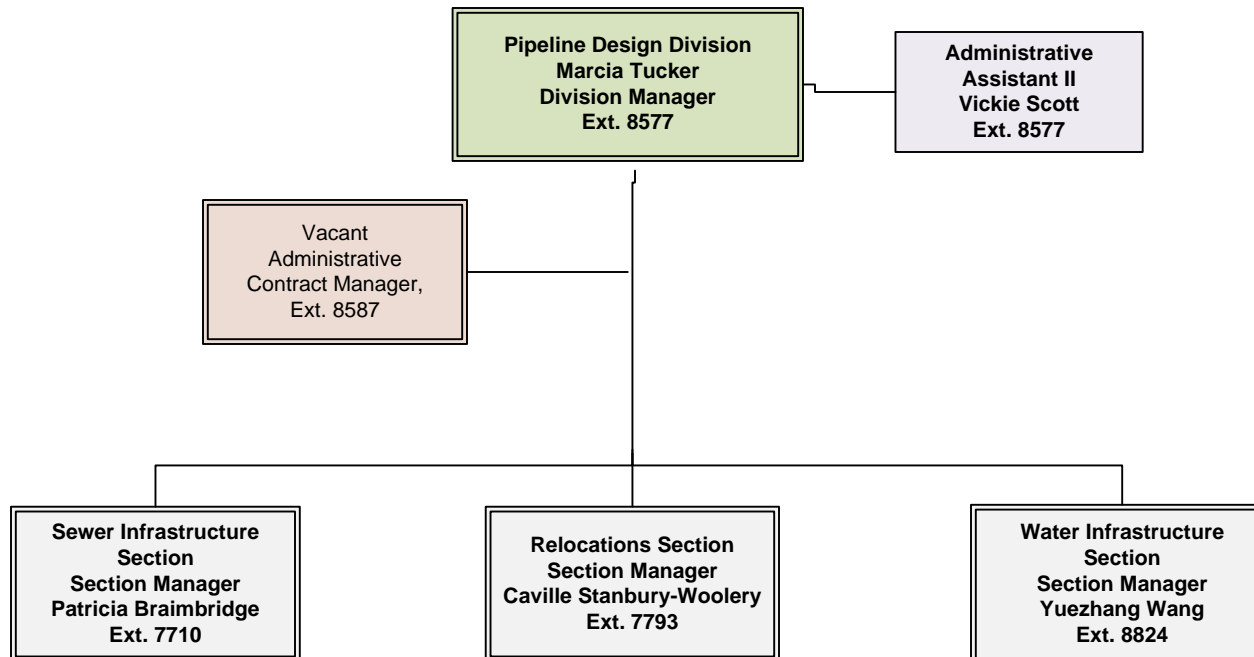 Pipeline Design Division
Marcia Tucker
Division Manager
Ext. 8577
Administrative
Assistant II
Vickie Scott
Ext. 8577
Vacant
Administrative
Contract Manager,
Ext. 8587
Sewer Infrastructure
Section
Section Manager
Patricia Braimbridge
Ext. 7710
Relocations Section
Section Manager
Caville Stanbury-Woolery
Ext. 7793
Water Infrastructure
Section
Section Manager
Yuezhang Wang
Ext. 8824